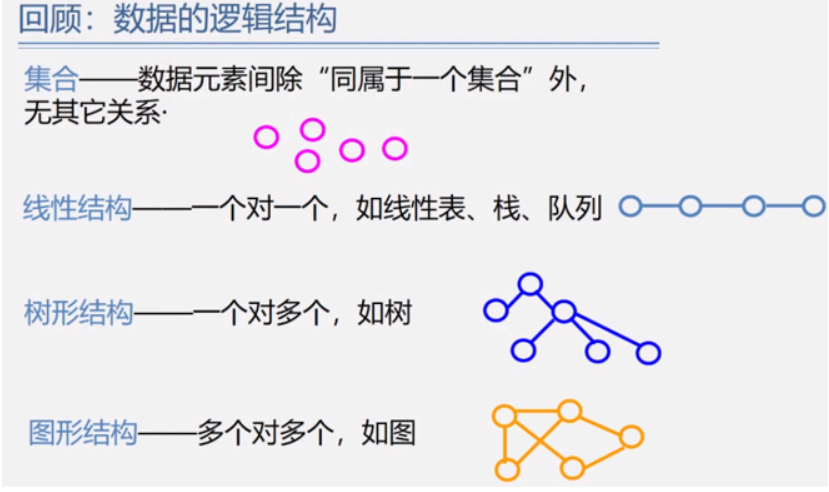 回顾：数据的逻辑结构
集合——数据元素间除“同属于一个集合”外，
无其它关系·
线性结构——一个对一个，如线性表、栈、队列
树形结构——一个对多个，如树
图形结构——多个对多个，如图